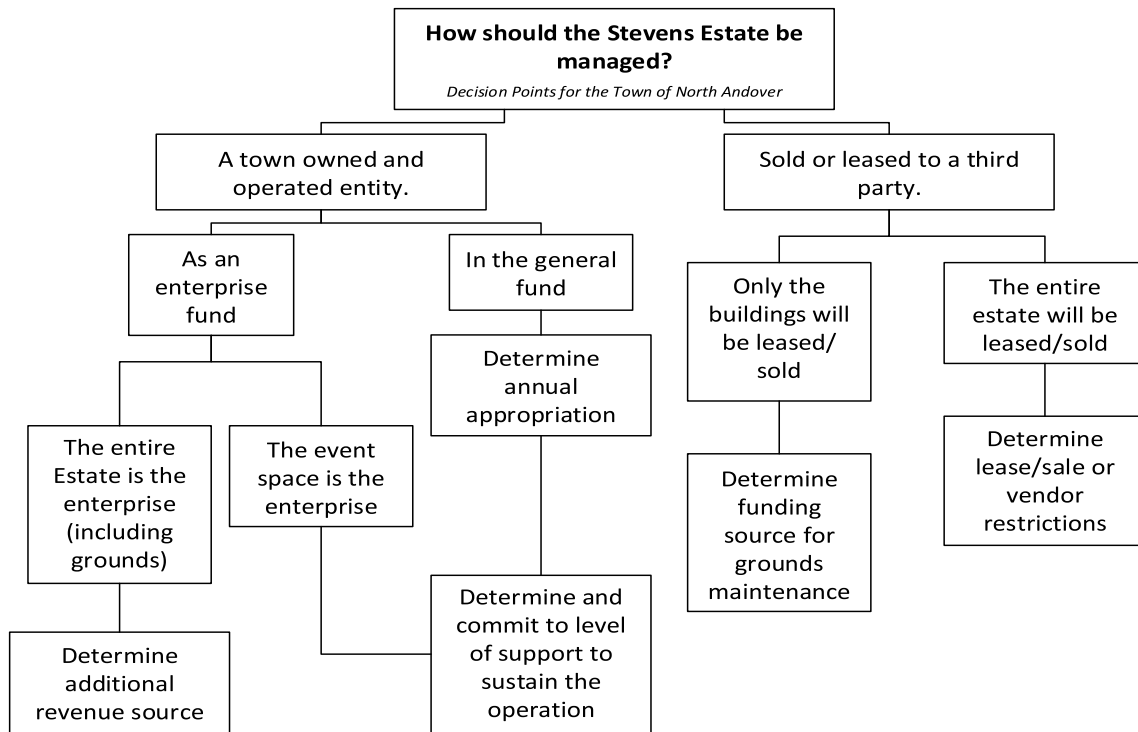 How should the Stevens Estate be
managed?
Decision Points for the Town of North Andover
A town owned and
operated entity.
Sold or leased to a third
party.
As an
enterprise
fund
In the general
fund
Only the
buildings will
be leased/
sold
The entire
estate will be
leased/sold
Determine
annual
appropriation
The entire
Estate is the
enterprise
(including
grounds)
The event
space is the
enterprise
Determine
funding
source for
grounds
maintenance
Determine
lease/sale or
vendor
restrictions
Determine
additional
revenue source
Determine and
commit to level
of support to
sustain the
operation